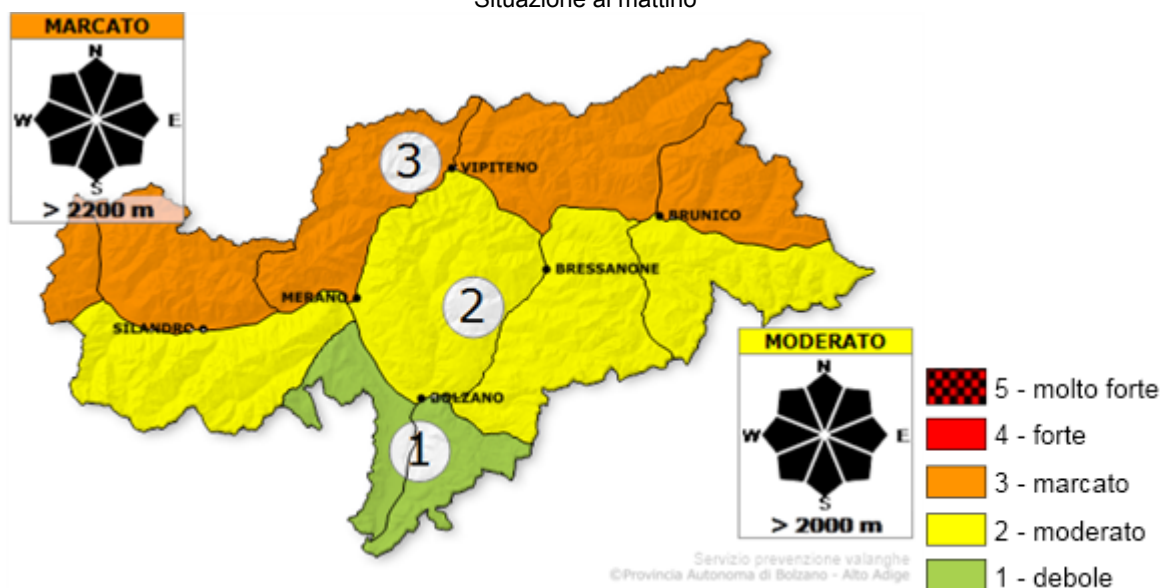 Situazione al mattino
MARCATO
N
W E
S
> 2200 m
3
VIPITENO
BRUNICO
BRESSANONE
MERANO
2
SILANDRO
BOLZANO
1
MODERATO
N
W E
S
> 2000 m
5 - molto forte
4 - forte
3 - marcato
2 - moderato
1 - debole
Servizio prevenzione valanghe
©Provincia Autonoma di Bolzano - Alto Adige